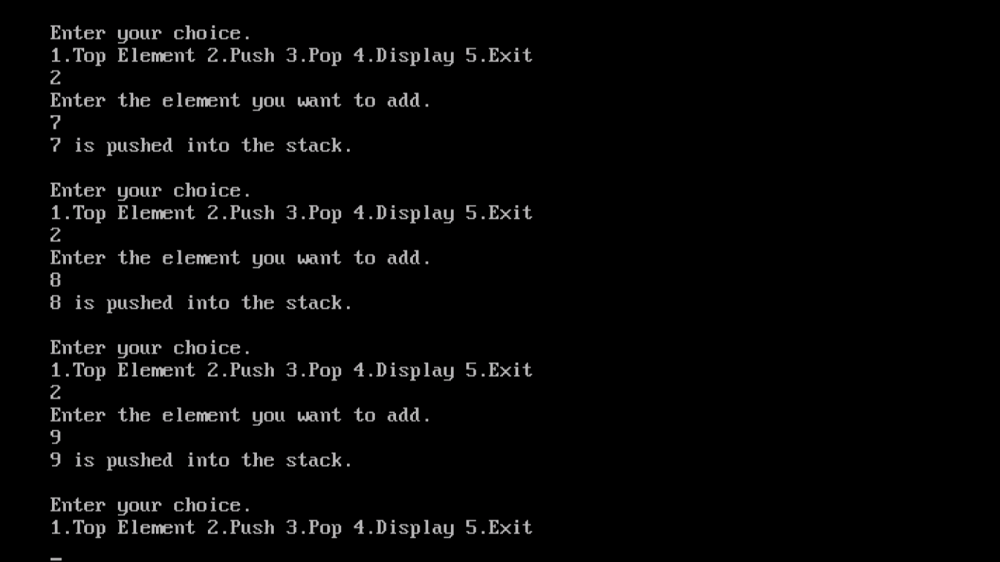 Enter your choice.
1.Top Element 2.Push 3.Pop 4.Display 5.Exit
2
Enter the element you want to add.
7
7 is pushed into the stack.
Enter your choice.
1.Top Element 2.Push 3.Pop 4.Display 5.Exit
2
Enter the element you want to add.
8
8 is pushed into the stack.
Enter your choice.
1.Top Element 2.Push 3.Pop 4.Display 5.Exit
2
Enter the element you want to add.
9
9 is pushed into the stack.
Enter your choice.
1.Top Element 2.Push 3.Pop 4.Display 5.Exit
_